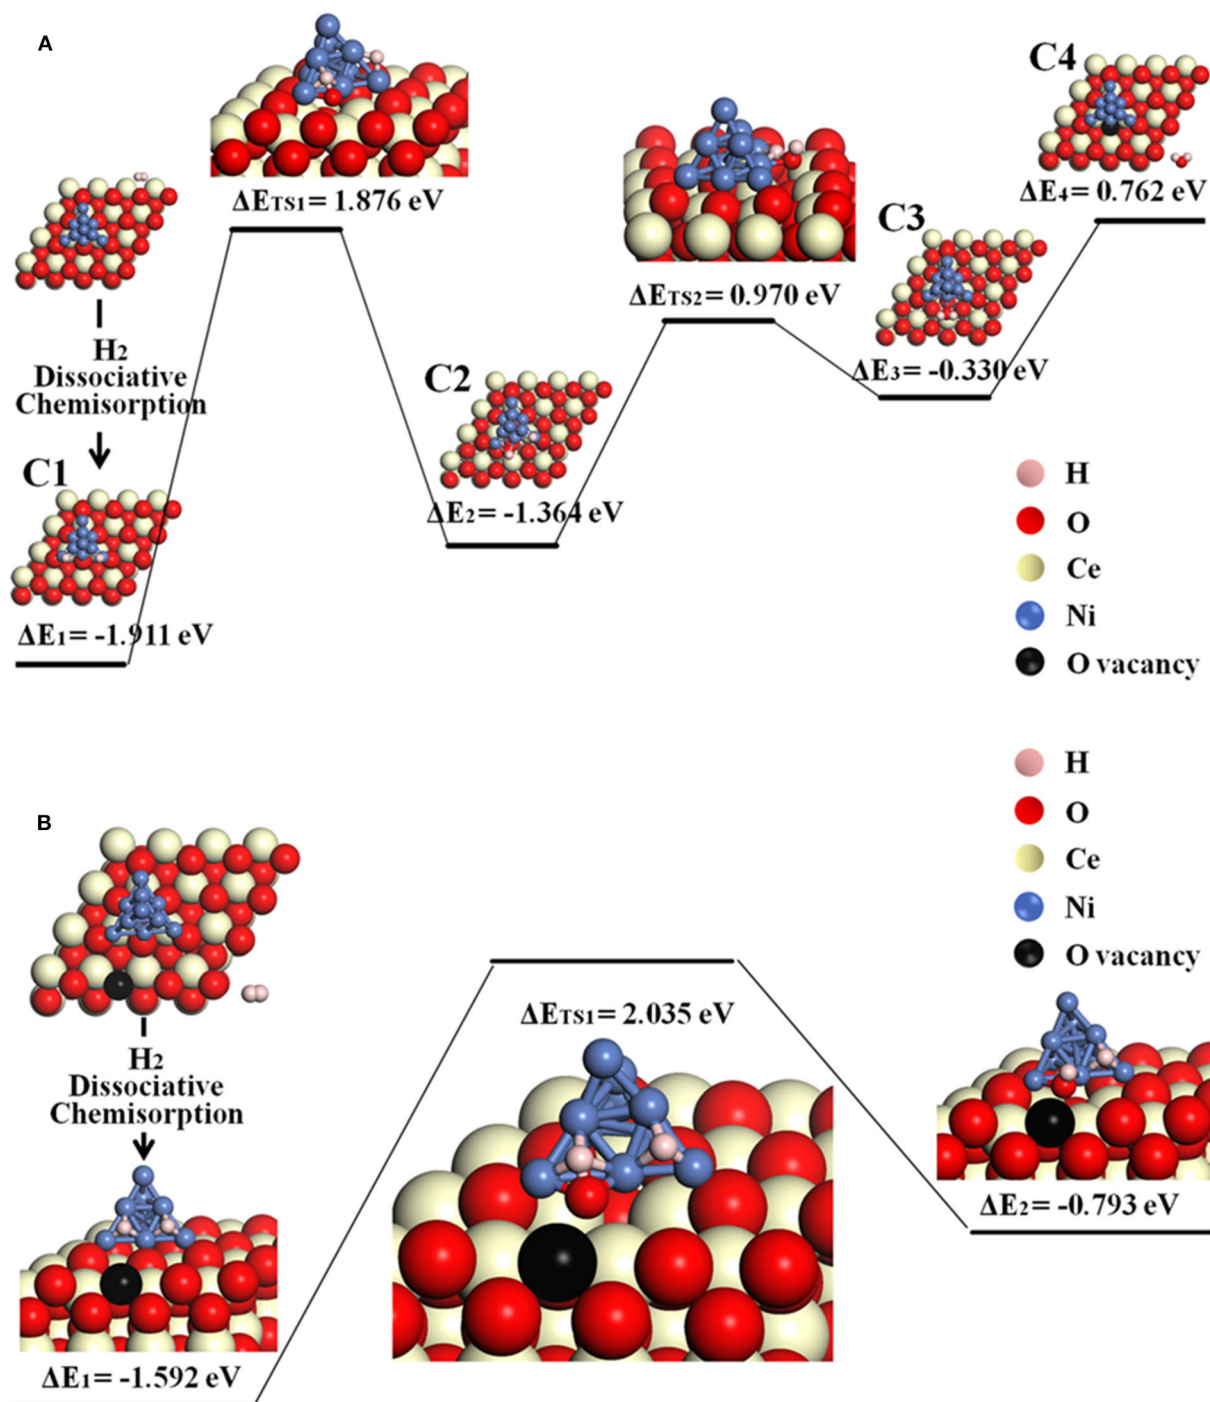 A
C4
ΔE4= 0.762 eV
ΔETS1= 1.876 eV
C3
ΔETS2= 0.970 eV
H2
Dissociative
Chemisorption
C2
ΔE3= -0.330 eV
C1
ΔE2= -1.364 eV
ΔE1= -1.911 eV
H
O
Ce
Ni
O vacancy
H
O
Ce
Ni
O vacancy
B
ΔETS1= 2.035 eV
H2
Dissociative
Chemisorption
ΔE2= -0.793 eV
ΔE1= -1.592 eV